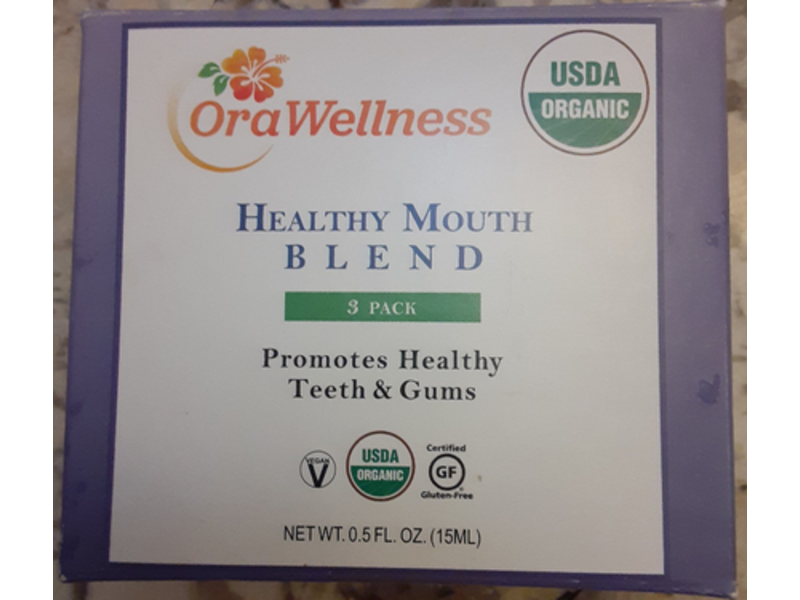 OraWellness
USDA
ORGANIC
HEALTHY MOUTH
BLEND
3 PACK
Promotes Healthy
Teeth & Gums
VEGAN
V
USDA
ORGANIC
Certified
GF
Gluten-Free
NET WT. 0.5 FL. OZ. (15ML)